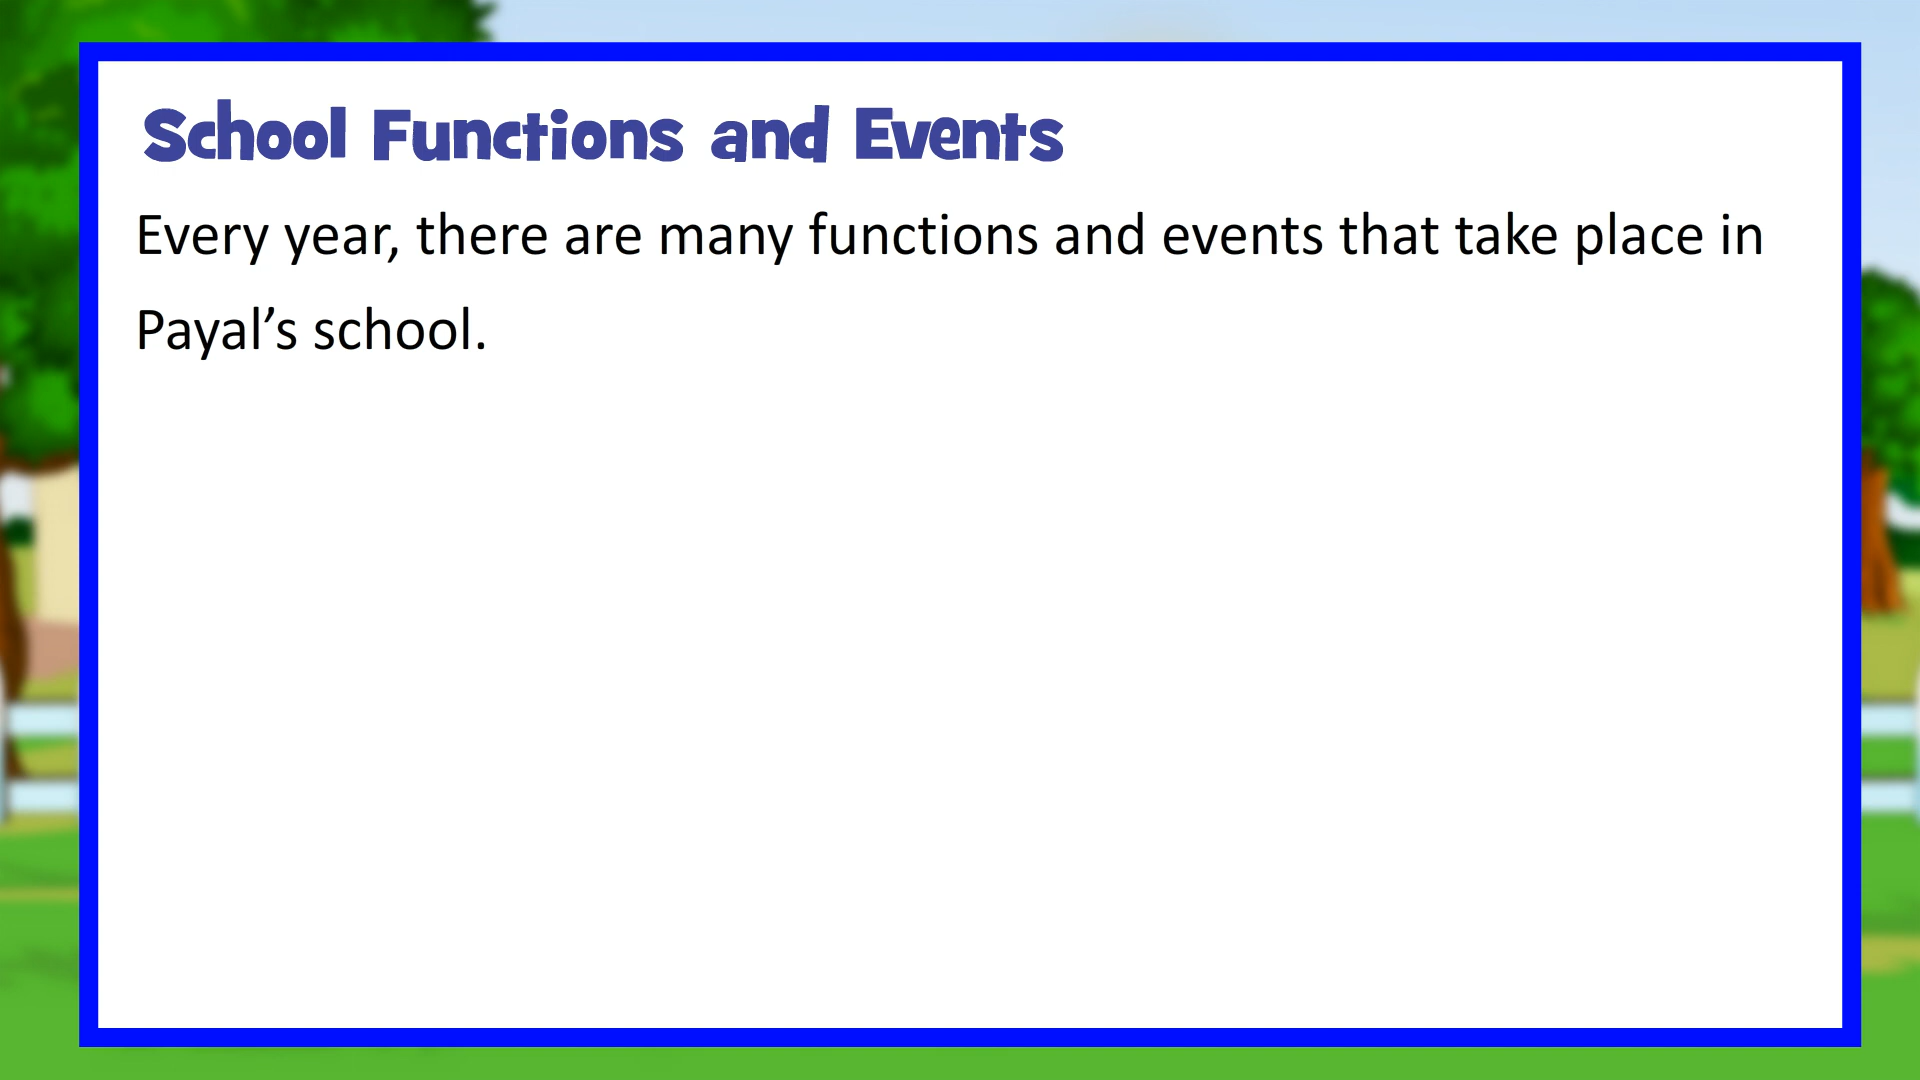 School Functions and Events
Every year, there are many functions and events that take place in
Payal’s school.